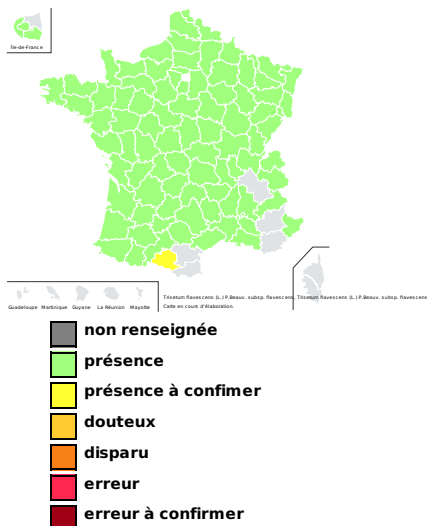 Île-de-France
Guadeloupe Martinique Guyane La Réunion Mayotte
Trisetum flavescens (L.) P.Beauv. subsp. flavescens, Trisetum flavescens (L.) P.Beauv. subsp. flavescens
Carte en cours d'élaboration.
non renseignée
présence
présence à confimer
douteux
disparu
erreur
erreur à confirmer